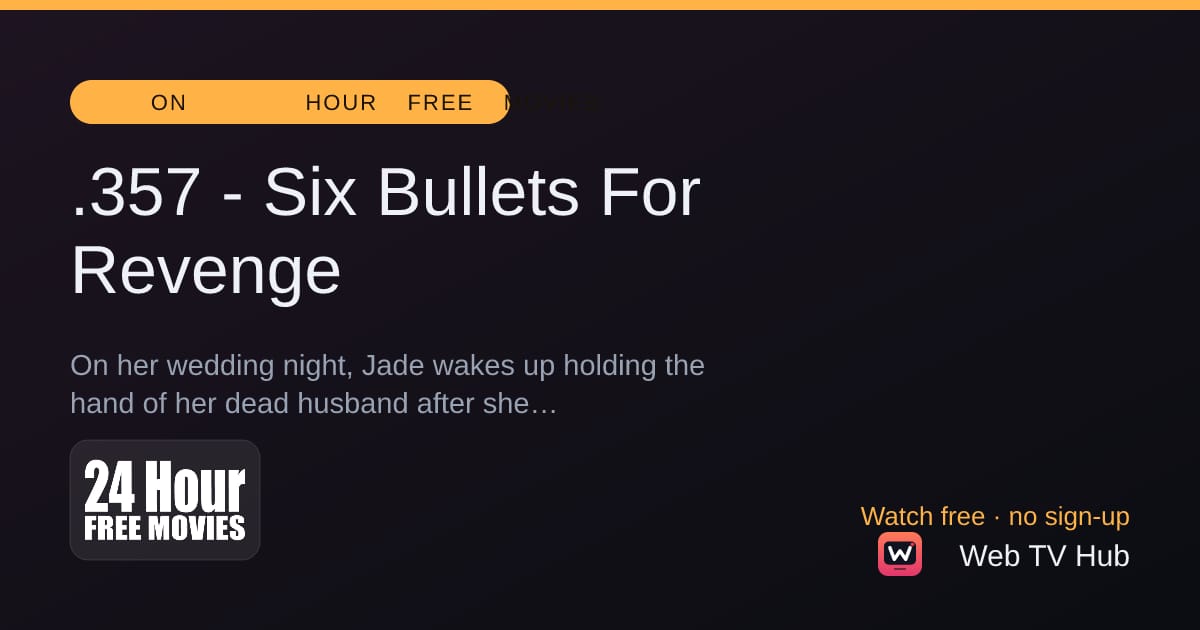 ON HOUR FREE MOVIES
.357 - Six Bullets For
Revenge
On her wedding night, Jade wakes up holding the
hand of her dead husband after she…
24 Hour
FREE MOVIES
Watch free · no sign-up
W
Web TV Hub